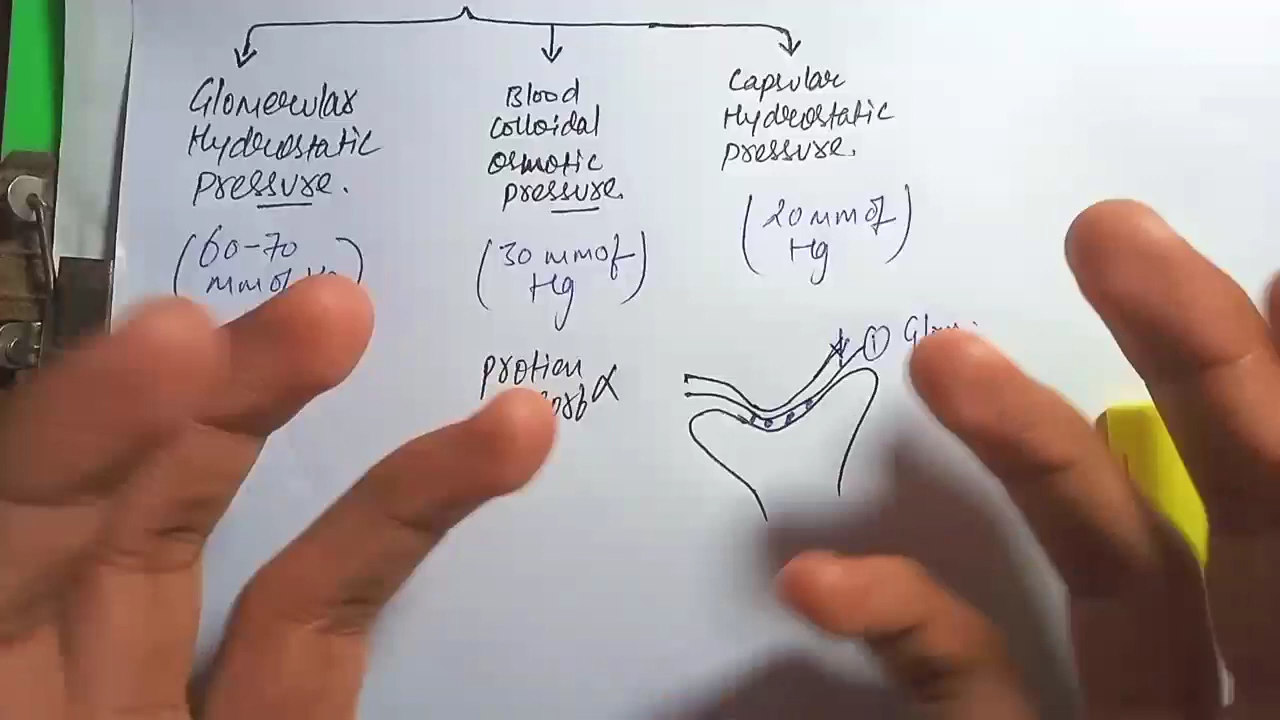 Glomerular
Hydrostatic
pressure.
(60-70
Blood
Colloidal
Osmotic
pressure.
(30 mm of
Hg)
protien
Capsular
Hydrostatic
pressure.
(20 mm of
Hg)
1